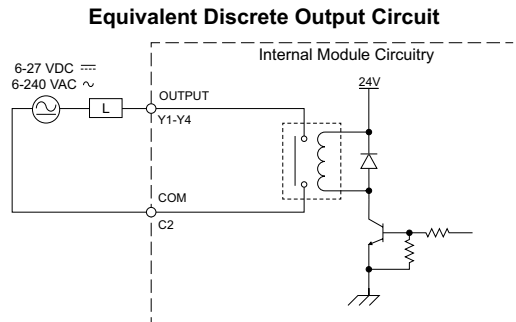 Equivalent Discrete Output Circuit
Internal Module Circuitry
6-27 VDC ⎓
6-240 VAC ∿
24V
L
OUTPUT
Y1-Y4
COM
C2